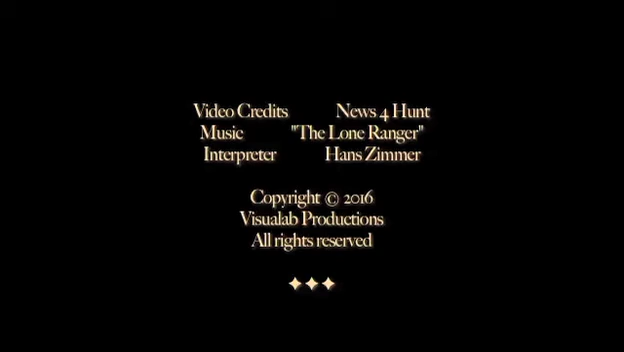 Video Credits News 4 Hunt
Music "The Lone Ranger"
Interpreter Hans Zimmer
Copyright © 2016
Visualab Productions
All rights reserved